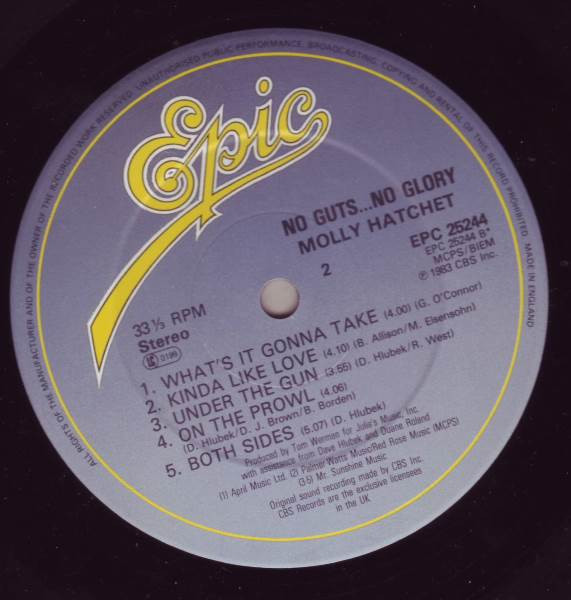 ALL RIGHTS OF THE MANUFACTURER AND OF THE OWNER OF THE RECORDED WORK RESERVED. UNAUTHORISED PUBLIC PERFORMANCE, BROADCASTING, COPYING AND RENTAL OF THIS RECORD PROHIBITED. MADE IN ENGLAND
Epic
NO GUTS...NO GLORY
MOLLY HATCHET
EPC 25244
EPC 25244 B*
MCPS/BIEM
℗ 1983 CBS Inc.
2
33 1/3 RPM
Stereo
LC 0199
1. WHAT'S IT GONNA TAKE (4.00) (G. O'Connor)
2. KINDA LIKE LOVE (4.10) (B. Allison/M. Elsensohn)
3. UNDER THE GUN (3:55) (D. Hlubek/R. West)
4. ON THE PROWL (4.06)
(D. Hlubek/D. J. Brown/B. Borden)
5. BOTH SIDES (5.07) (D. Hlubek)
Produced by Tom Werman for Julia's Music, Inc.
with assistance from Dave Hlubek and Duane Roland
(1) April Music Ltd. (2) Palmer Watts Music/Red Rose Music (MCPS)
(3-5) Mr. Sunshine Music
Original sound recording made by CBS Inc.
CBS Records are the exclusive licensees
in the UK